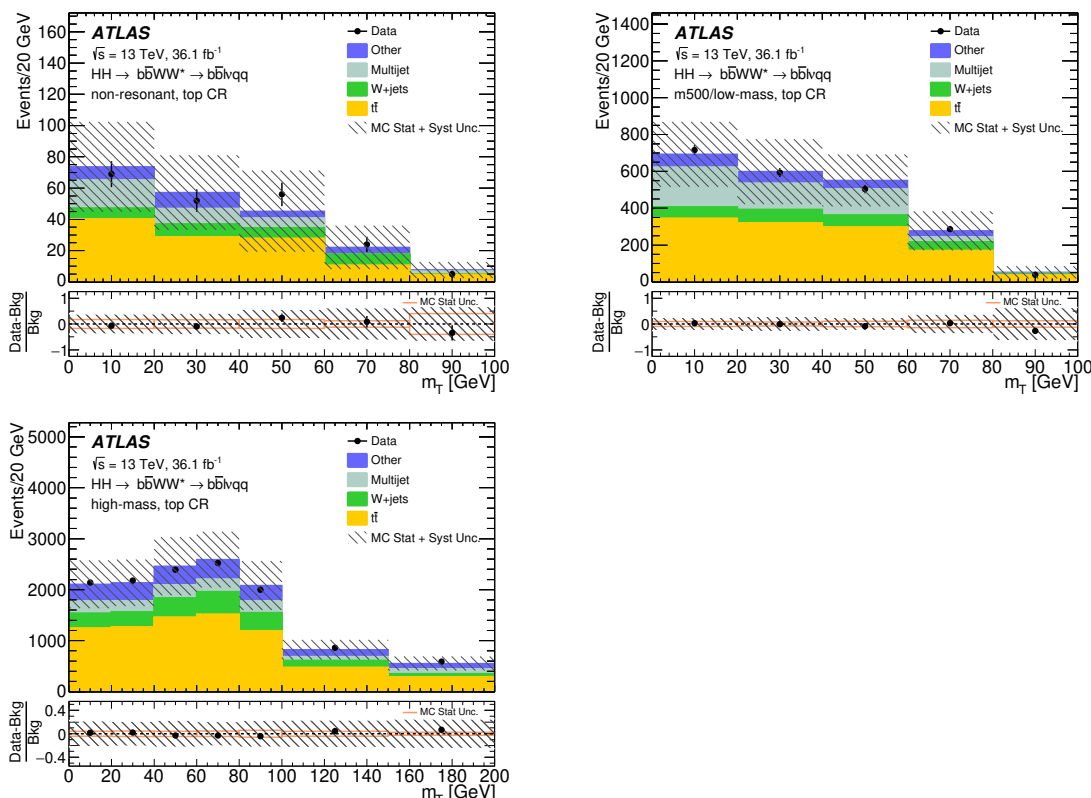 Events/20 GeV
160
140
120
100
80
60
40
20
0
ATLAS
√s = 13 TeV, 36.1 fb⁻¹
HH → bb̅WW* → bb̅lνqq
non-resonant, top CR
Data
Other
Multijet
W+jets
tt̅
MC Stat + Syst Unc.
Data-Bkg
Bkg
1
0
−1
MC Stat Unc.
0 10 20 30 40 50 60 70 80 90 100
m_T [GeV]
Events/20 GeV
1400
1200
1000
800
600
400
200
0
ATLAS
√s = 13 TeV, 36.1 fb⁻¹
HH → bb̅WW* → bb̅lνqq
m500/low-mass, top CR
Data
Other
Multijet
W+jets
tt̅
MC Stat + Syst Unc.
Data-Bkg
Bkg
1
0
−1
MC Stat Unc.
0 10 20 30 40 50 60 70 80 90 100
m_T [GeV]
Events/20 GeV
5000
4000
3000
2000
1000
0
ATLAS
√s = 13 TeV, 36.1 fb⁻¹
HH → bb̅WW* → bb̅lνqq
high-mass, top CR
Data
Other
Multijet
W+jets
tt̅
MC Stat + Syst Unc.
Data-Bkg
Bkg
0.4
0
−0.4
MC Stat Unc.
0 20 40 60 80 100 120 140 160 180 200
m_T [GeV]